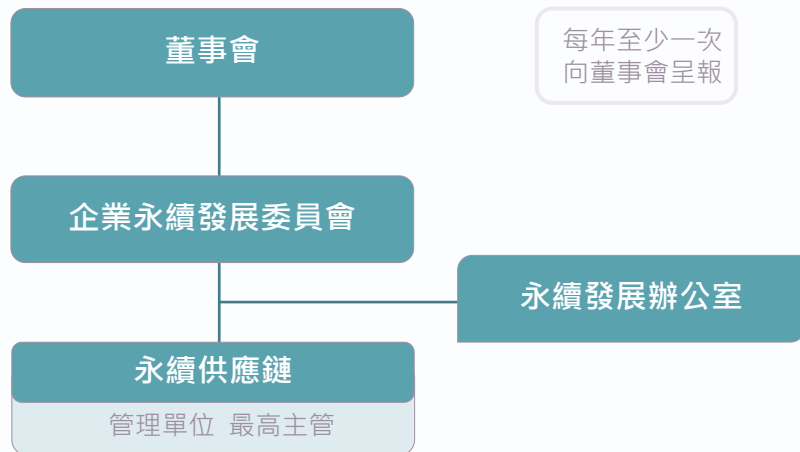 董事會
每年至少一次
向董事會呈報
企業永續發展委員會
永續發展辦公室
永續供應鏈
管理單位 最高主管